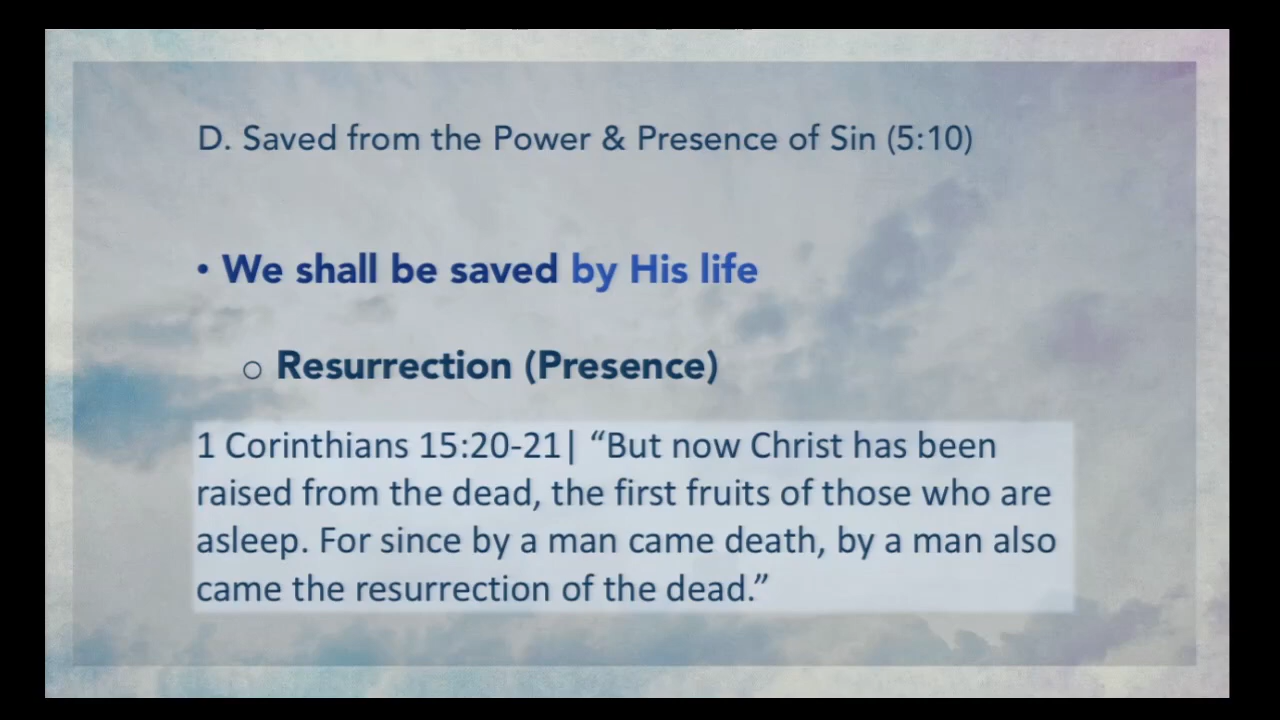 D. Saved from the Power & Presence of Sin (5:10)
• We shall be saved by His life
o Resurrection (Presence)
1 Corinthians 15:20-21| “But now Christ has been
raised from the dead, the first fruits of those who are
asleep. For since by a man came death, by a man also
came the resurrection of the dead.”